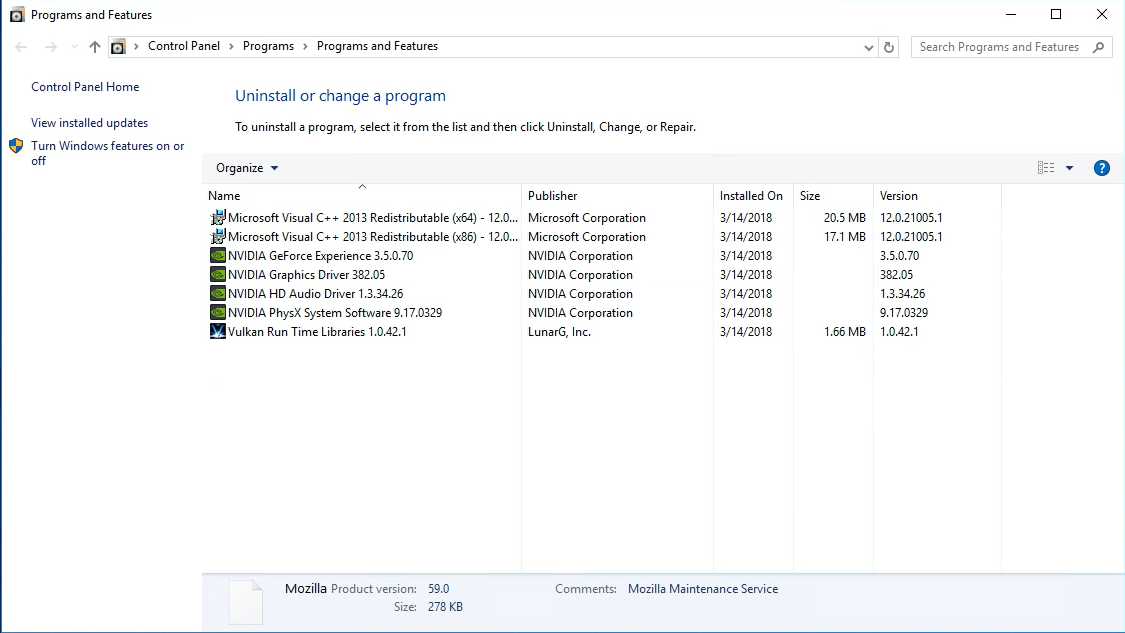 Programs and Features
Control Panel > Programs > Programs and Features
Search Programs and Features
Control Panel Home
View installed updates
Turn Windows features on or
off
Uninstall or change a program
To uninstall a program, select it from the list and then click Uninstall, Change, or Repair.
Organize
Name Publisher Installed On Size Version
Microsoft Visual C++ 2013 Redistributable (x64) - 12.0... Microsoft Corporation 3/14/2018 20.5 MB 12.0.21005.1
Microsoft Visual C++ 2013 Redistributable (x86) - 12.0... Microsoft Corporation 3/14/2018 17.1 MB 12.0.21005.1
NVIDIA GeForce Experience 3.5.0.70 NVIDIA Corporation 3/14/2018 3.5.0.70
NVIDIA Graphics Driver 382.05 NVIDIA Corporation 3/14/2018 382.05
NVIDIA HD Audio Driver 1.3.34.26 NVIDIA Corporation 3/14/2018 1.3.34.26
NVIDIA PhysX System Software 9.17.0329 NVIDIA Corporation 3/14/2018 9.17.0329
Vulkan Run Time Libraries 1.0.42.1 LunarG, Inc. 3/14/2018 1.66 MB 1.0.42.1
Mozilla Product version: 59.0 Comments: Mozilla Maintenance Service
Size: 278 KB